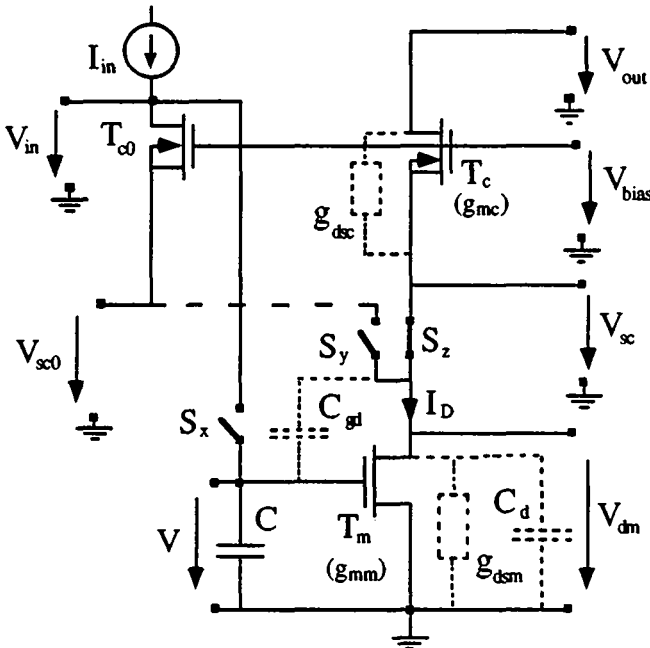 I_in
V_in
T_c0
V_out
T_c
(g_mc)
V_bias
g_dsc
V_sc0
S_y
S_z
V_sc
S_x
C_gd
I_D
V
C
T_m
(g_mm)
g_dsm
C_d
V_dm